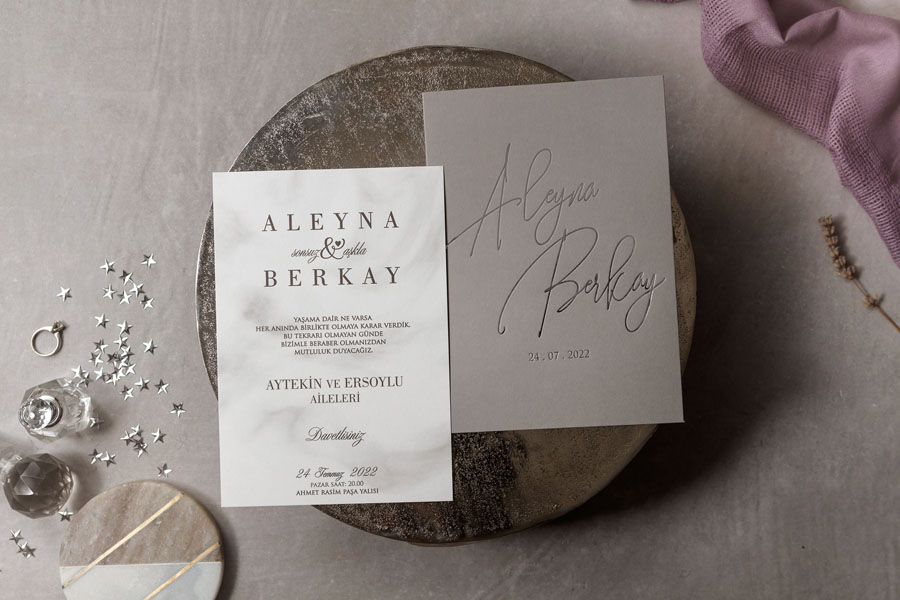 ALEYNA
sonsuz & aşkla
BERKAY
YAŞAMA DAİR NE VARSA
HER ANINDA BİRLİKTE OLMAYA KARAR VERDİK.
BU TEKRARI OLMAYAN GÜNDE
BİZİMLE BERABER OLMANIZDAN
MUTLULUK DUYACAĞIZ.
AYTEKİN VE ERSOYLU
AİLELERİ
Davetlisiniz
24 Temmuz 2022
PAZAR SAAT: 20.00
AHMET RASİM PAŞA YALISI
Aleyna
Berkay
24 . 07 . 2022